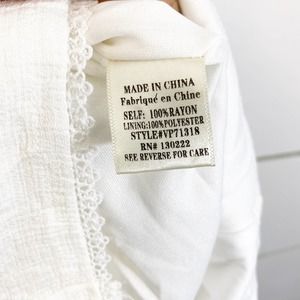 MADE IN CHINA
Fabriqué en Chine
SELF: 100%RAYON
LINING:100%POLYESTER
STYLE#VP71318
RN# 130222
SEE REVERSE FOR CARE